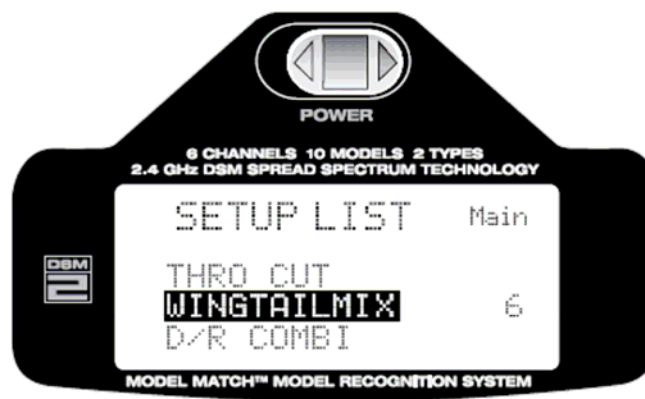 POWER
6 CHANNELS 10 MODELS 2 TYPES
2.4 GHz DSM SPREAD SPECTRUM TECHNOLOGY
SETUP LIST Main
THRO CUT
DSM
2
WINGTAILMIX 6
D/R COMBI
MODEL MATCH™ MODEL RECOGNITION SYSTEM